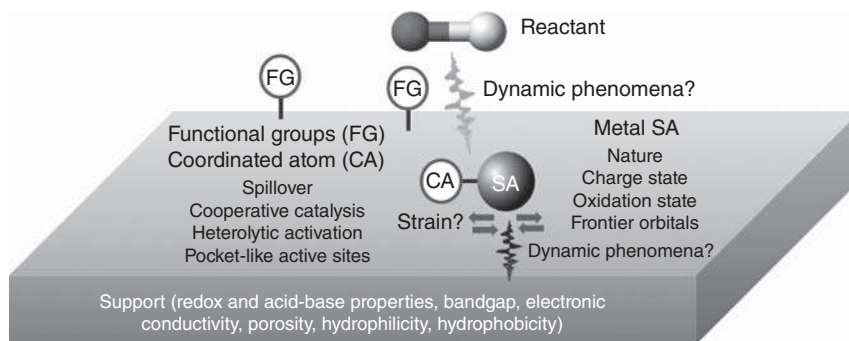 Reactant
FG
FG
Dynamic phenomena?
Functional groups (FG)
Coordinated atom (CA)
Spillover
Cooperative catalysis
Heterolytic activation
Pocket-like active sites
CA
SA
Strain?
Dynamic phenomena?
Metal SA
Nature
Charge state
Oxidation state
Frontier orbitals
Support (redox and acid-base properties, bandgap, electronic
conductivity, porosity, hydrophilicity, hydrophobicity)